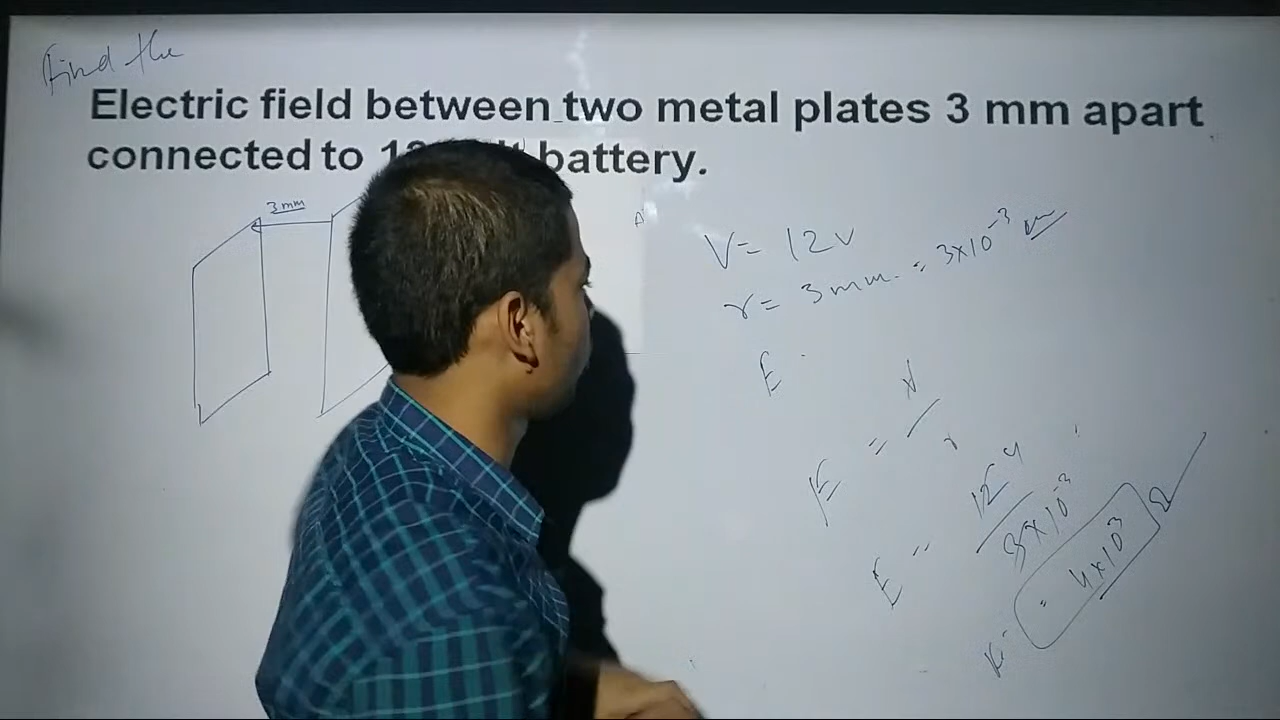 Find the
Electric field between two metal plates 3 mm apart
connected to battery.
3 mm
V = 12 V
r = 3 mm. = 3×10⁻³ m
E
E = V/r
E = 12/3×10⁻³
E = 4×10³